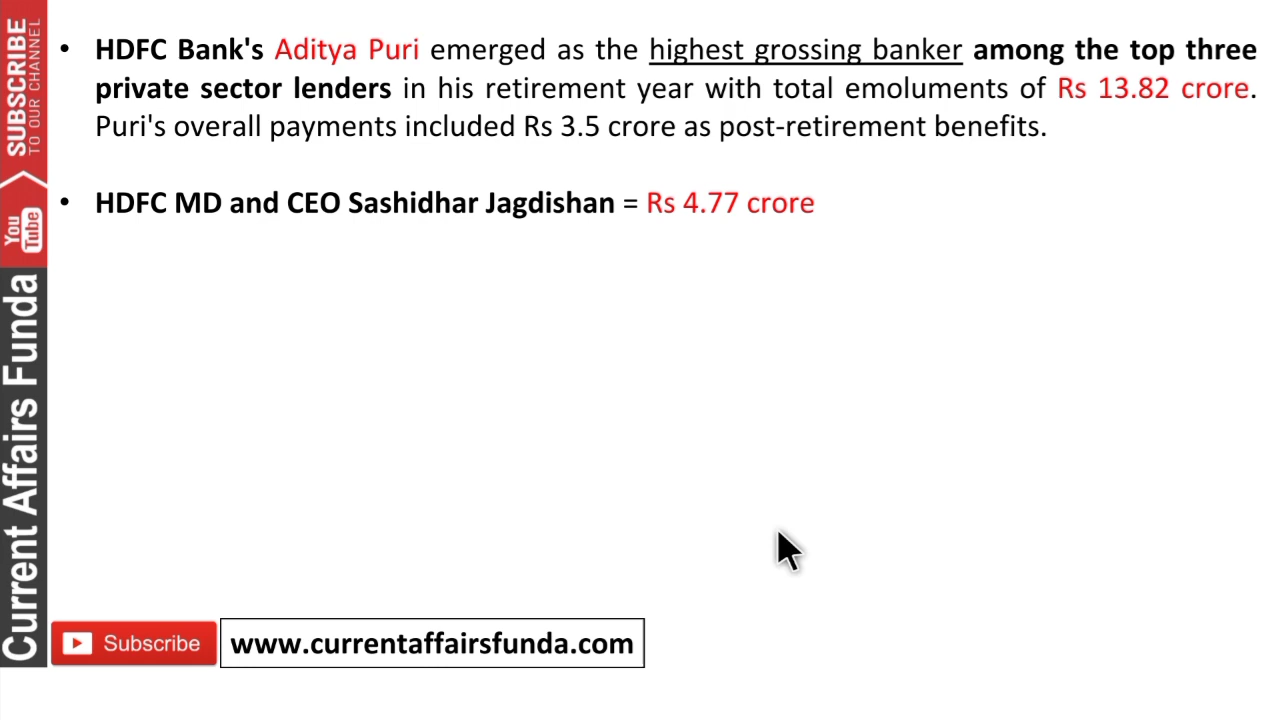 • HDFC Bank's Aditya Puri emerged as the highest grossing banker among the top three
private sector lenders in his retirement year with total emoluments of Rs 13.82 crore.
Puri's overall payments included Rs 3.5 crore as post-retirement benefits.
• HDFC MD and CEO Sashidhar Jagdishan = Rs 4.77 crore
SUBSCRIBE
TO OUR CHANNEL
You
Tube
Current Affairs Funda
Subscribe
www.currentaffairsfunda.com